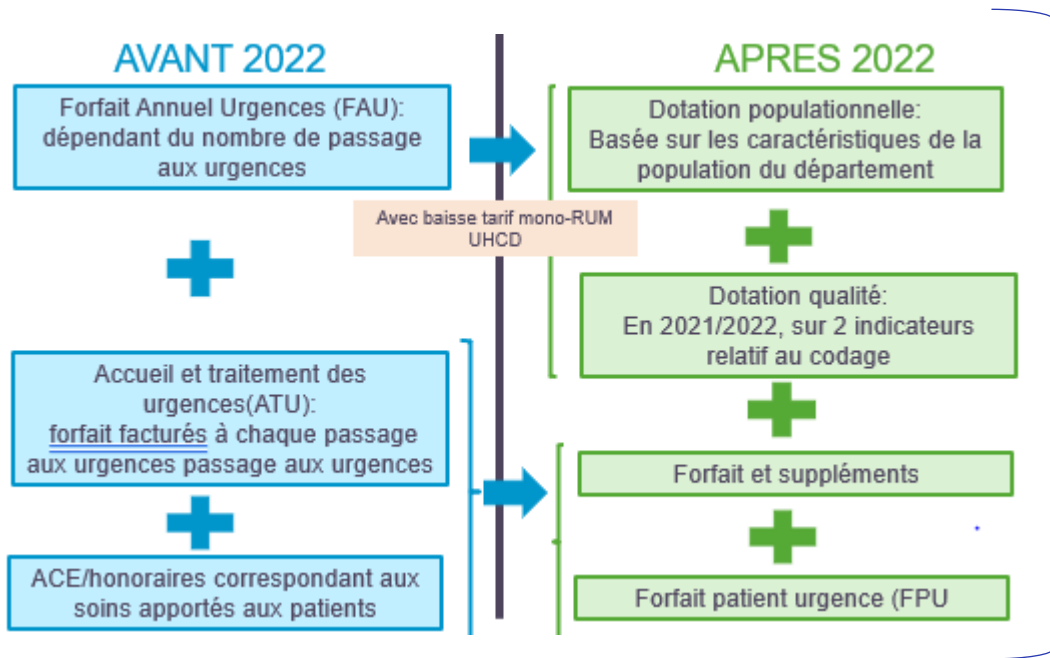 AVANT 2022
Forfait Annuel Urgences (FAU):
dépendant du nombre de passage
aux urgences
Accueil et traitement des
urgences(ATU):
forfait facturés à chaque passage
aux urgences passage aux urgences
ACE/honoraires correspondant aux
soins apportés aux patients
Avec baisse tarif mono-RUM
UHCD
APRES 2022
Dotation populationnelle:
Basée sur les caractéristiques de la
population du département
Dotation qualité:
En 2021/2022, sur 2 indicateurs
relatif au codage
Forfait et suppléments
Forfait patient urgence (FPU